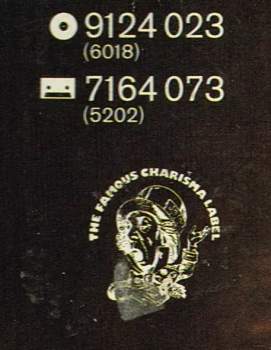 9124 023
(6018)
7164 073
(5202)
THE FAMOUS CHARISMA LABEL